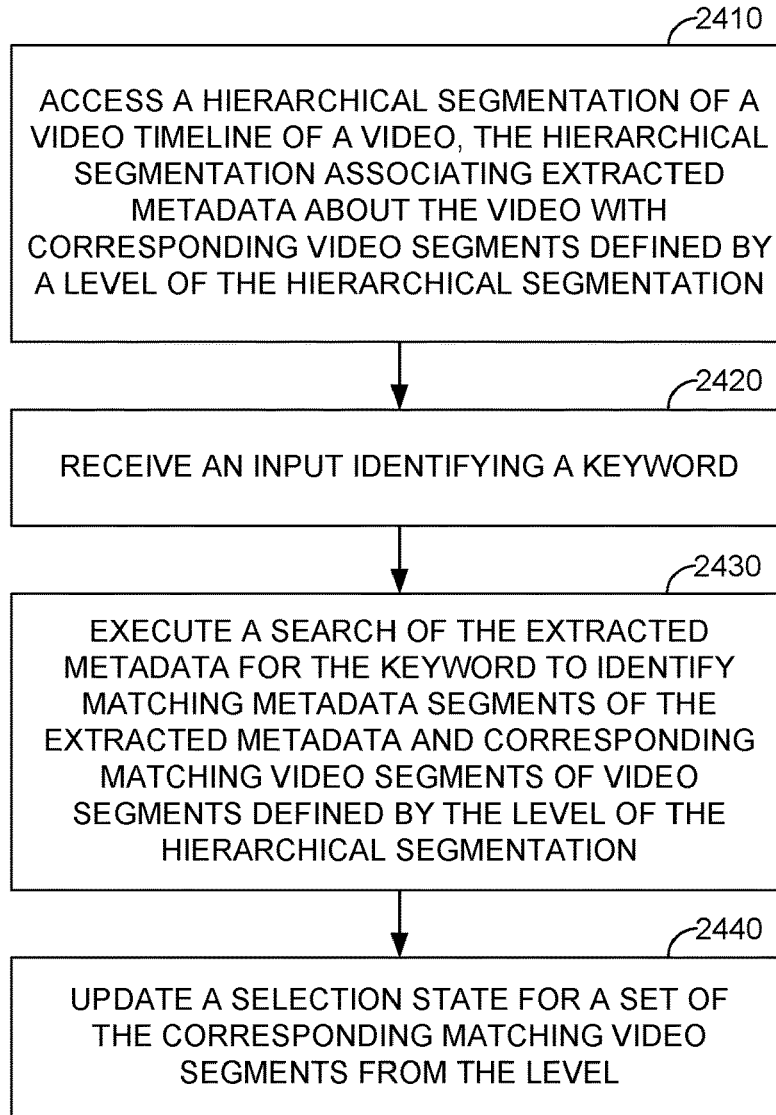 2410
ACCESS A HIERARCHICAL SEGMENTATION OF A
VIDEO TIMELINE OF A VIDEO, THE HIERARCHICAL
SEGMENTATION ASSOCIATING EXTRACTED
METADATA ABOUT THE VIDEO WITH
CORRESPONDING VIDEO SEGMENTS DEFINED BY
A LEVEL OF THE HIERARCHICAL SEGMENTATION
2420
RECEIVE AN INPUT IDENTIFYING A KEYWORD
2430
EXECUTE A SEARCH OF THE EXTRACTED
METADATA FOR THE KEYWORD TO IDENTIFY
MATCHING METADATA SEGMENTS OF THE
EXTRACTED METADATA AND CORRESPONDING
MATCHING VIDEO SEGMENTS OF VIDEO
SEGMENTS DEFINED BY THE LEVEL OF THE
HIERARCHICAL SEGMENTATION
2440
UPDATE A SELECTION STATE FOR A SET OF
THE CORRESPONDING MATCHING VIDEO
SEGMENTS FROM THE LEVEL